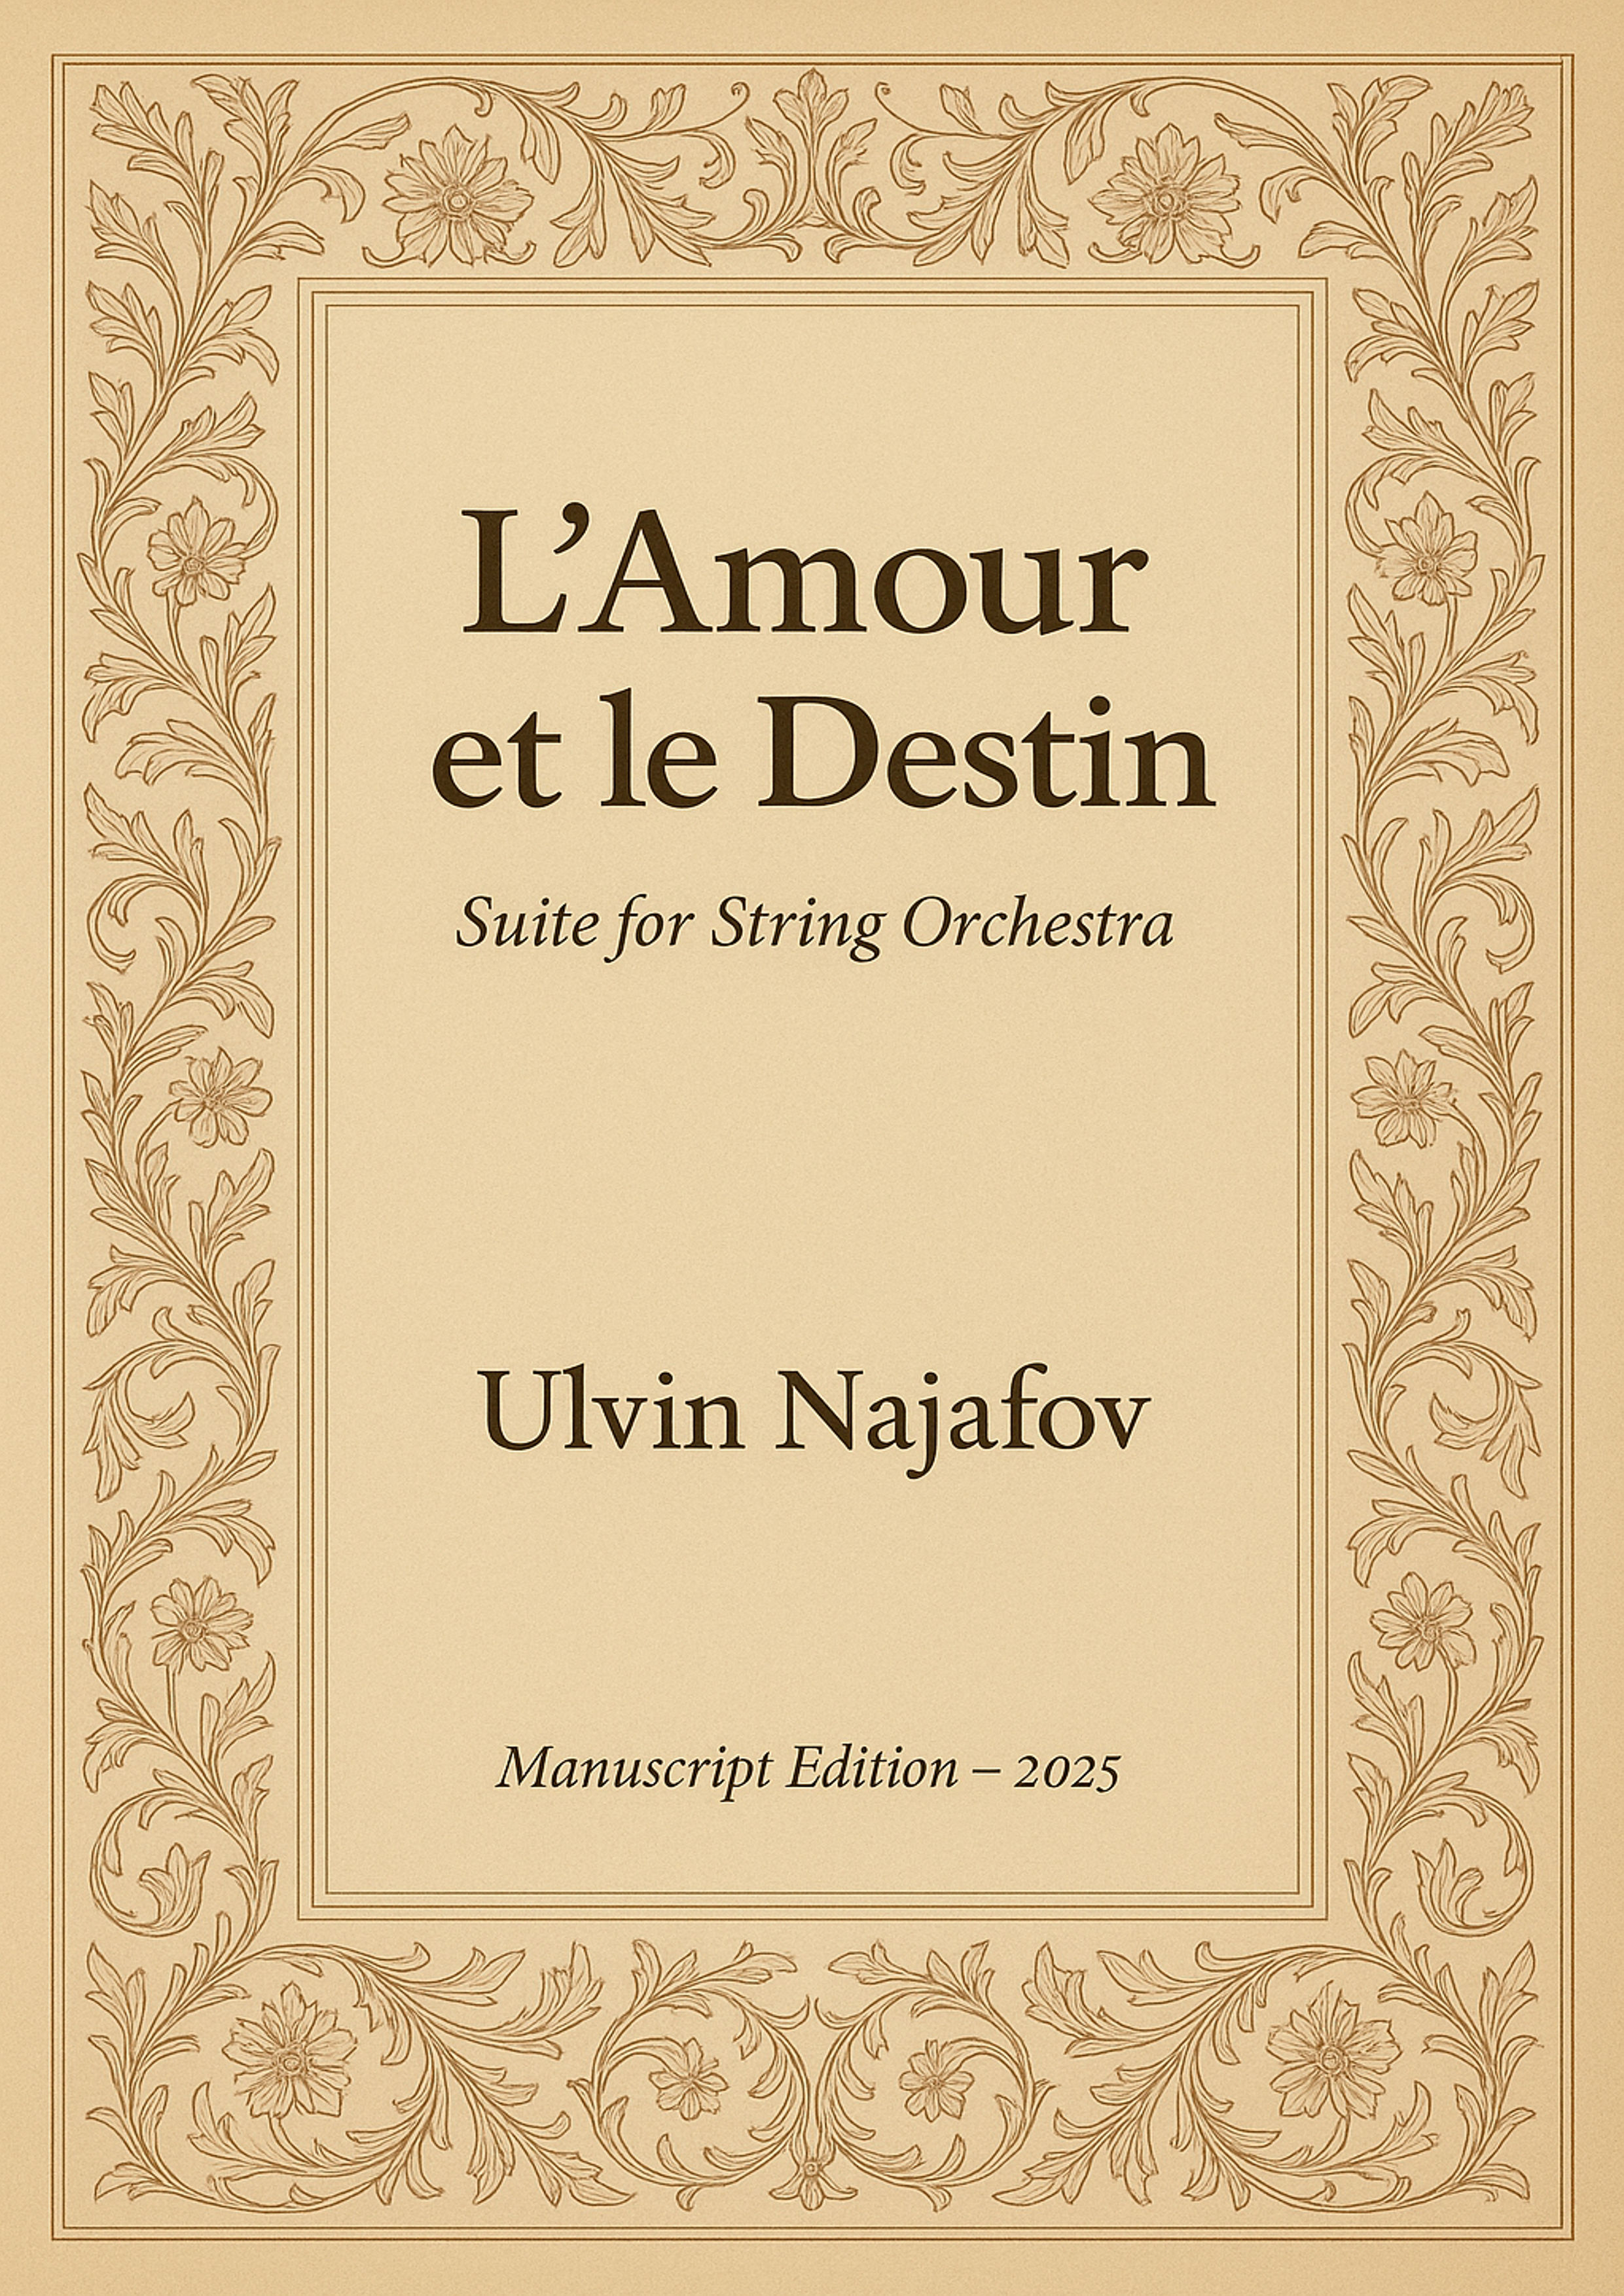 L’Amour
et le Destin
Suite for String Orchestra
Ulvin Najafov
Manuscript Edition – 2025